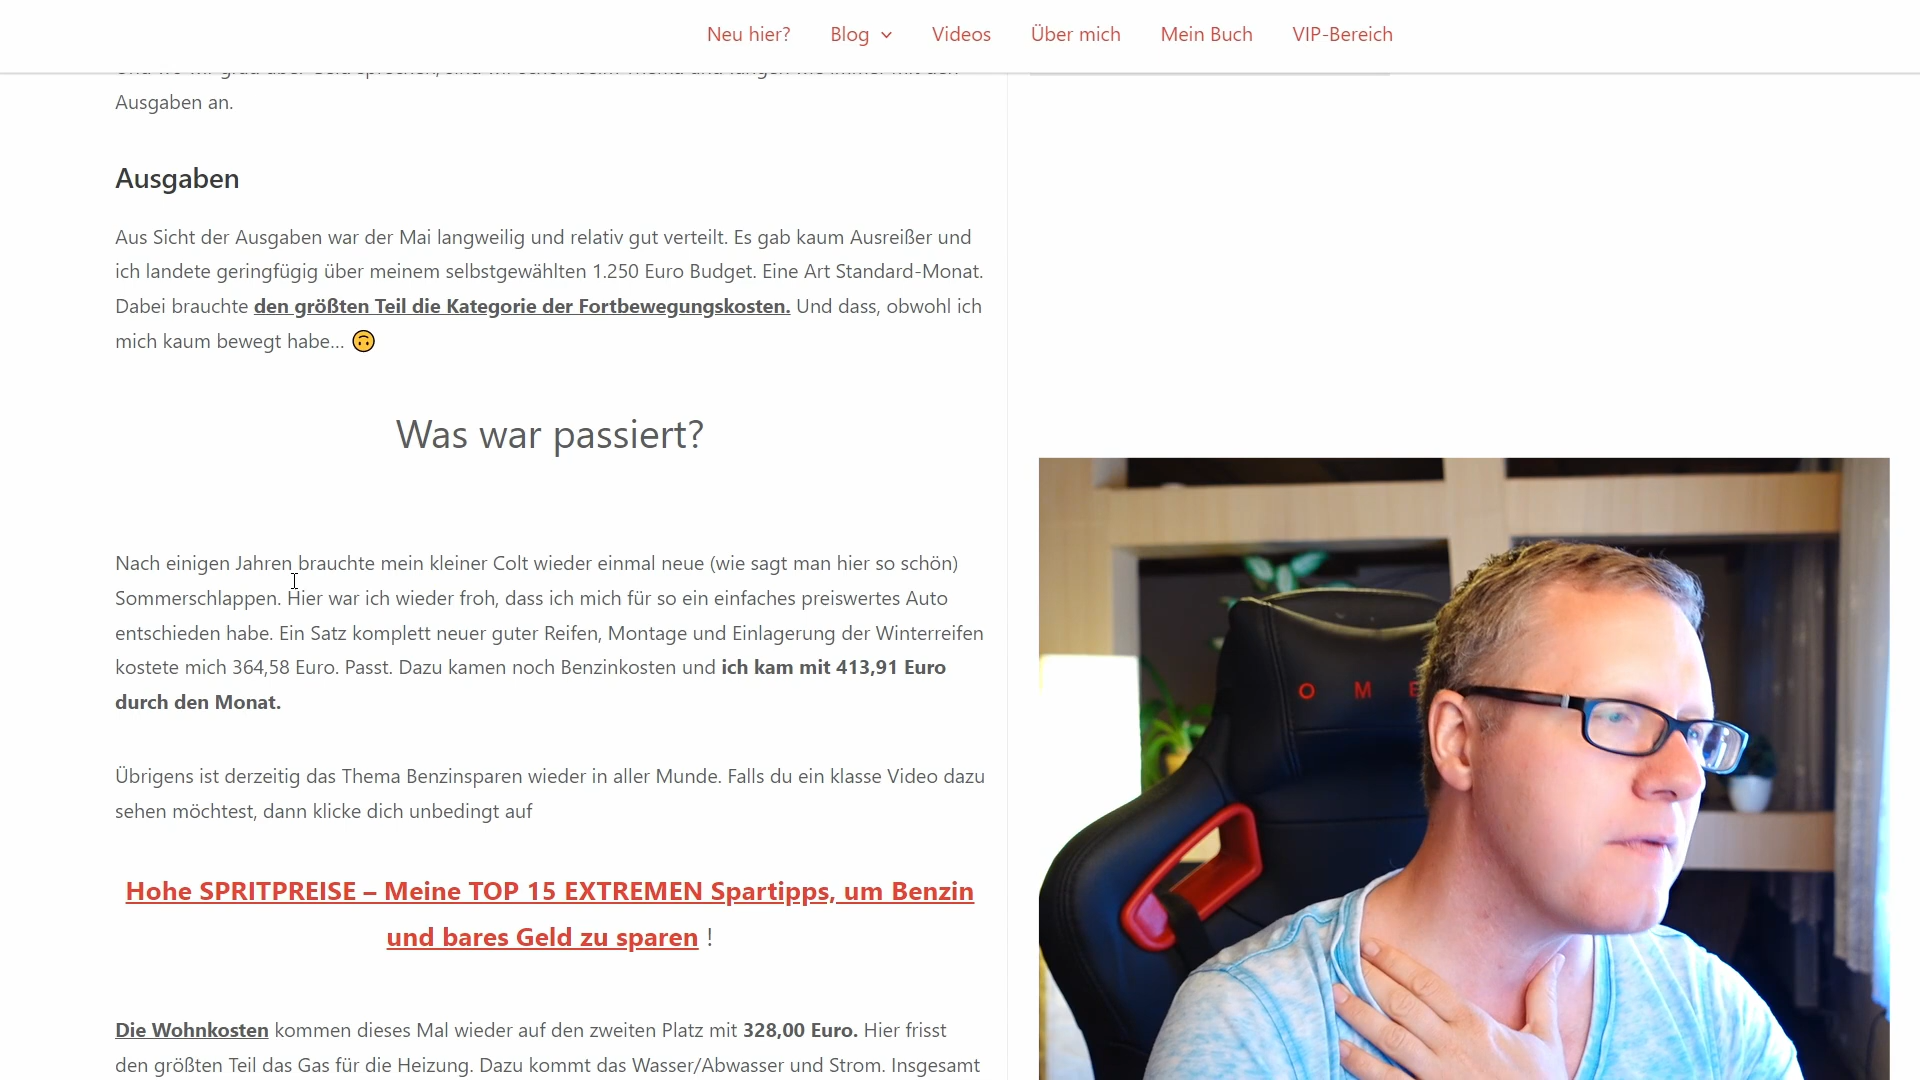 Neu hier? Blog Videos Über mich Mein Buch VIP-Bereich
Ausgaben an.
Ausgaben
Aus Sicht der Ausgaben war der Mai langweilig und relativ gut verteilt. Es gab kaum Ausreißer und
ich landete geringfügig über meinem selbstgewählten 1.250 Euro Budget. Eine Art Standard-Monat.
Dabei brauchte den größten Teil die Kategorie der Fortbewegungskosten. Und dass, obwohl ich
mich kaum bewegt habe... 🙃
Was war passiert?
Nach einigen Jahren brauchte mein kleiner Colt wieder einmal neue (wie sagt man hier so schön)
Sommerschlappen. Hier war ich wieder froh, dass ich mich für so ein einfaches preiswertes Auto
entschieden habe. Ein Satz komplett neuer guter Reifen, Montage und Einlagerung der Winterreifen
kostete mich 364,58 Euro. Passt. Dazu kamen noch Benzinkosten und ich kam mit 413,91 Euro
durch den Monat.
Übrigens ist derzeitig das Thema Benzinsparen wieder in aller Munde. Falls du ein klasse Video dazu
sehen möchtest, dann klicke dich unbedingt auf
Hohe SPRITPREISE – Meine TOP 15 EXTREMEN Spartipps, um Benzin
und bares Geld zu sparen !
Die Wohnkosten kommen dieses Mal wieder auf den zweiten Platz mit 328,00 Euro. Hier frisst
den größten Teil das Gas für die Heizung. Dazu kommt das Wasser/Abwasser und Strom. Insgesamt
O M E